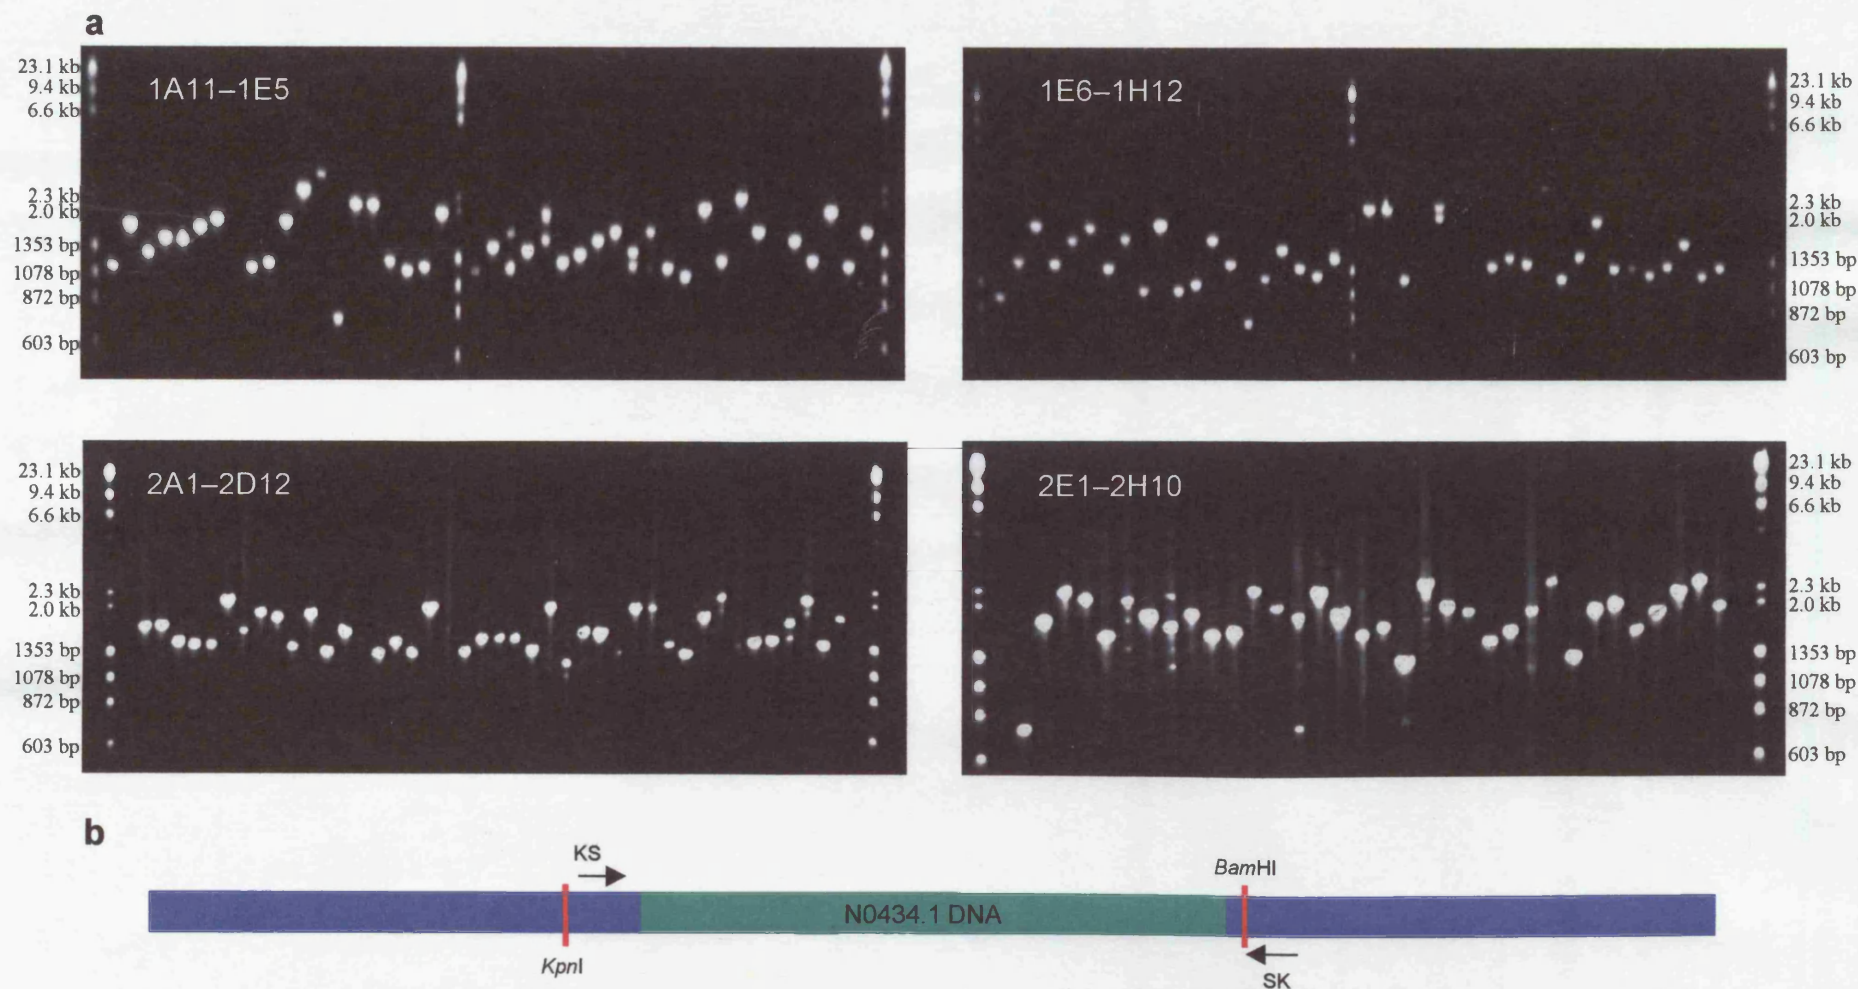 a
23.1 kb
9.4 kb
6.6 kb
2.3 kb
2.0 kb
1353 bp
1078 bp
872 bp
603 bp
1A11–1E5
1E6–1H12
23.1 kb
9.4 kb
6.6 kb
2.3 kb
2.0 kb
1353 bp
1078 bp
872 bp
603 bp
23.1 kb
9.4 kb
6.6 kb
2.3 kb
2.0 kb
1353 bp
1078 bp
872 bp
603 bp
2A1–2D12
2E1–2H10
23.1 kb
9.4 kb
6.6 kb
2.3 kb
2.0 kb
1353 bp
1078 bp
872 bp
603 bp
b
KS
BamHI
N0434.1 DNA
KpnI
SK